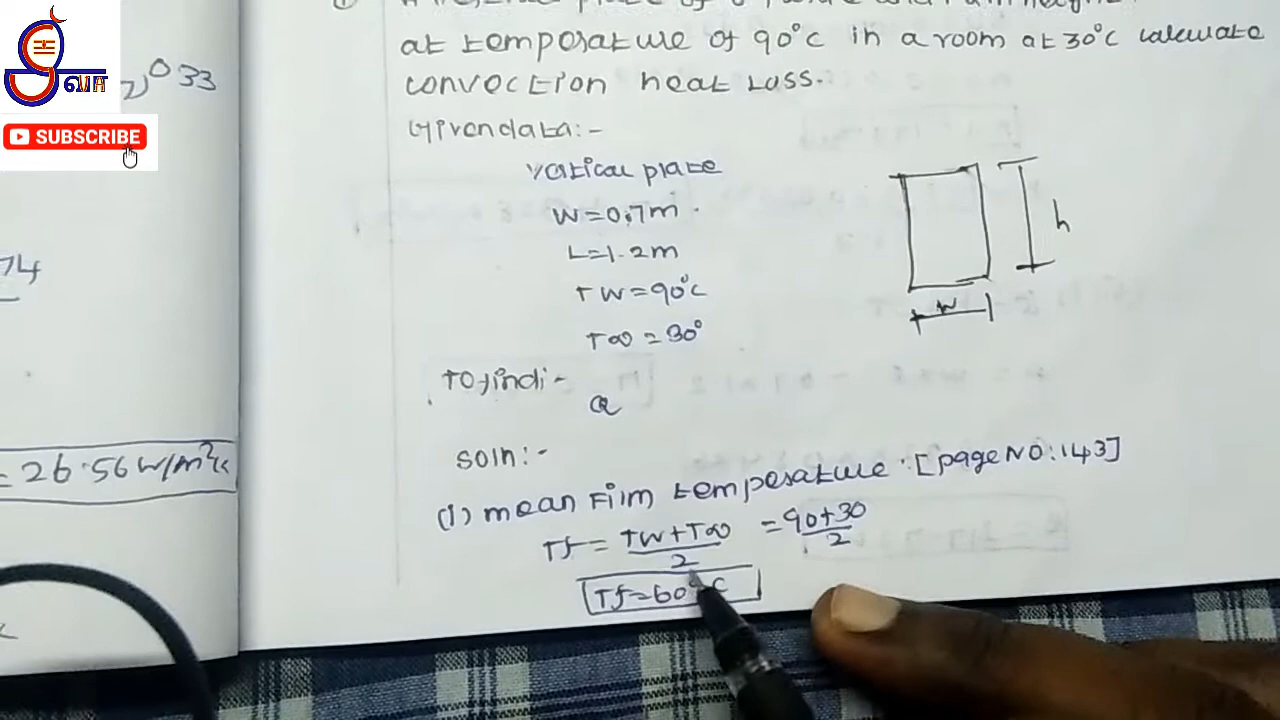 at temperature of 90°c in a room at 30°c calculate
convection heat Loss.
Given data:-
Vertical plate
W=0.7m
L=1.2m
TW=90°C
T∞=30°
To find:-
Q
Soln:-
(1) mean Film temperature [page NO:143]
Tf = TW+T∞/2 = 90+30/2
Tf=60°C
h
W
033
SUBSCRIBE
74
= 26.56 W/m²k